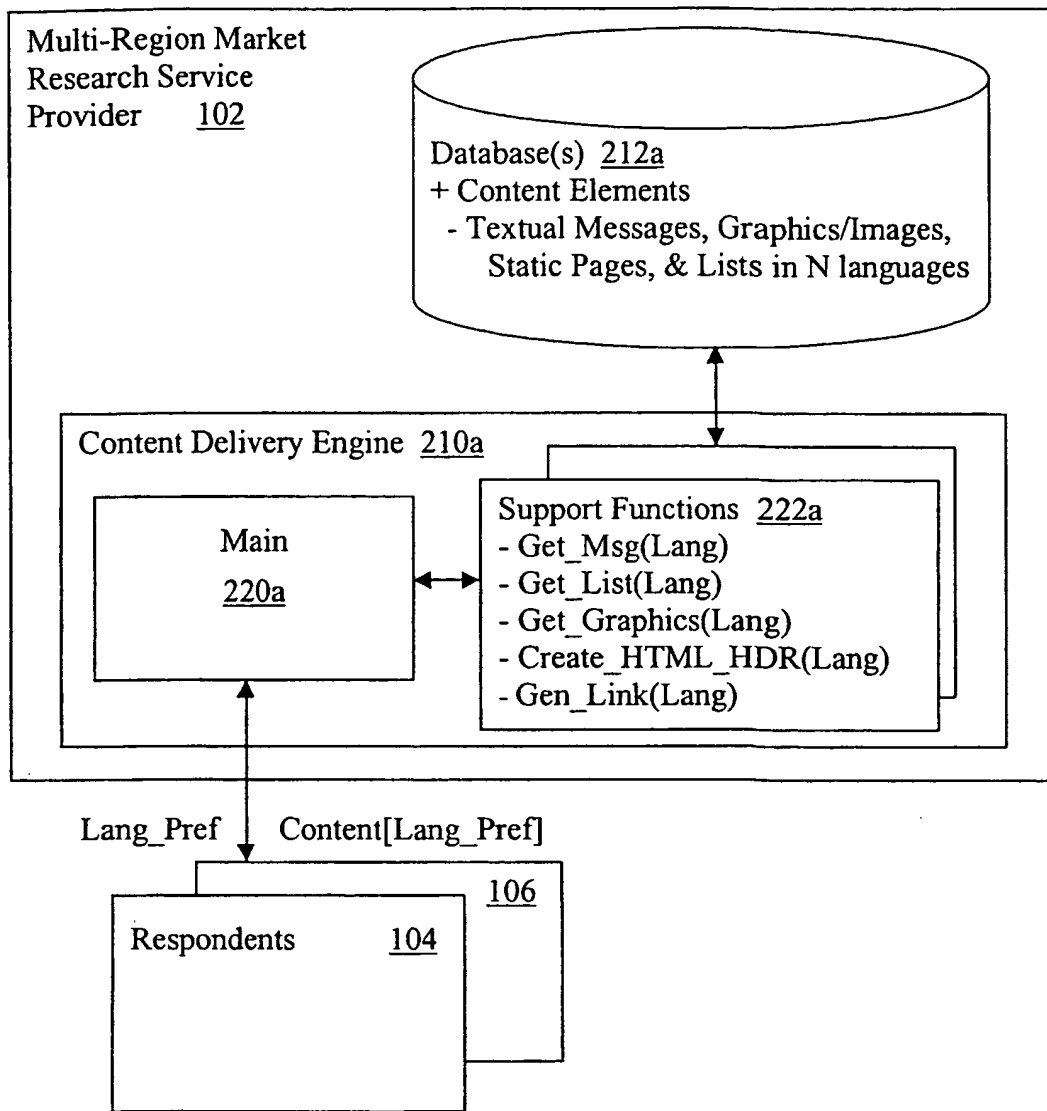 Multi-Region Market
Research Service
Provider 102
Database(s) 212a
+ Content Elements
- Textual Messages, Graphics/Images,
Static Pages, & Lists in N languages
Content Delivery Engine 210a
Main
220a
Support Functions 222a
- Get_Msg(Lang)
- Get_List(Lang)
- Get_Graphics(Lang)
- Create_HTML_HDR(Lang)
- Gen_Link(Lang)
Lang_Pref Content[Lang_Pref]
106
Respondents 104